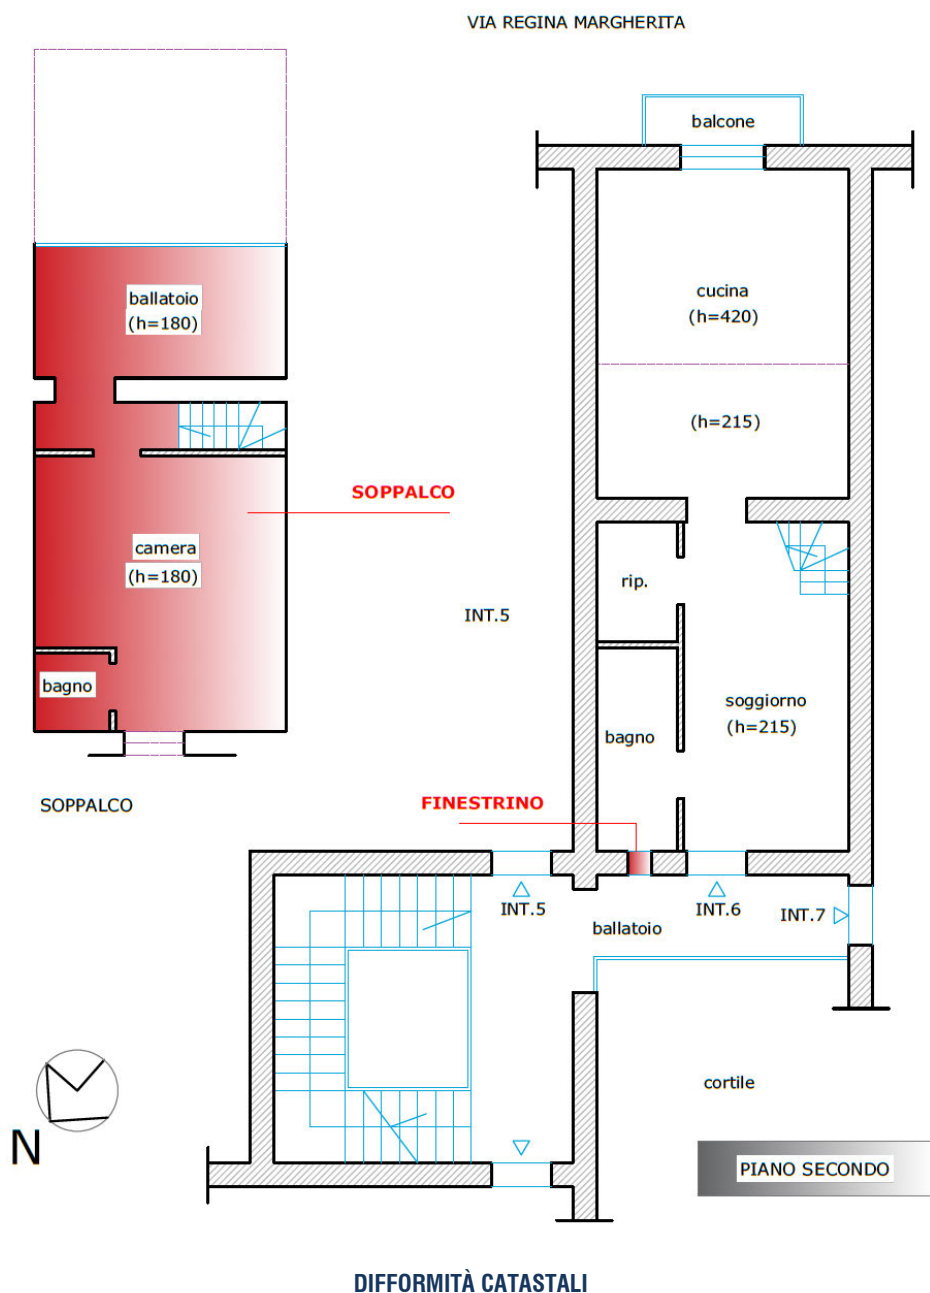 VIA REGINA MARGHERITA
balcone
ballatoio
(h=180)
cucina
(h=420)
(h=215)
SOPPALCO
camera
(h=180)
rip.
INT.5
bagno
soggiorno
(h=215)
bagno
SOPPALCO
FINESTRINO
INT.5
INT.6
INT.7
ballatoio
cortile
N
PIANO SECONDO
DIFFORMITÀ CATASTALI